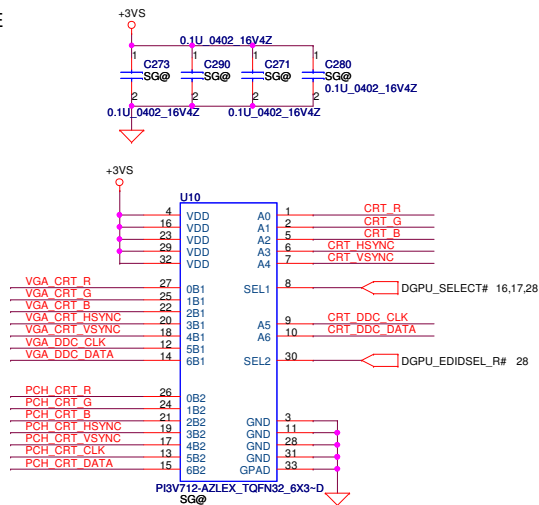 E
+3VS
0.1U_0402_16V4Z
1 1 1 1
C273 C290 C271 C280
SG@ SG@ SG@ SG@
0.1U_0402_16V4Z
2 2 2 2
0.1U_0402_16V4Z 0.1U_0402_16V4Z
+3VS
U10
4 VDD A0 1 CRT_R
16 VDD A1 2 CRT_G
23 VDD A2 5 CRT_B
29 VDD A3 6 CRT_HSYNC
32 VDD A4 7 CRT_VSYNC
VGA_CRT_R 27 0B1 SEL1 8 DGPU_SELECT# 16,17,28
VGA_CRT_G 25 1B1
VGA_CRT_B 22 2B1
VGA_CRT_HSYNC 20 3B1 A5 9 CRT_DDC_CLK
VGA_CRT_VSYNC 18 4B1 A6 10 CRT_DDC_DATA
VGA_DDC_CLK 12 5B1
VGA_DDC_DATA 14 6B1 SEL2 30 DGPU_EDIDSEL_R# 28
PCH_CRT_R 26 0B2
PCH_CRT_G 24 1B2
PCH_CRT_B 21 2B2 GND 3
PCH_CRT_HSYNC 19 3B2 GND 11
PCH_CRT_VSYNC 17 4B2 GND 28
PCH_CRT_CLK 13 5B2 GND 31
PCH_CRT_DATA 15 6B2 GPAD 33
PI3V712-AZLEX_TQFN32_6X3~D
SG@